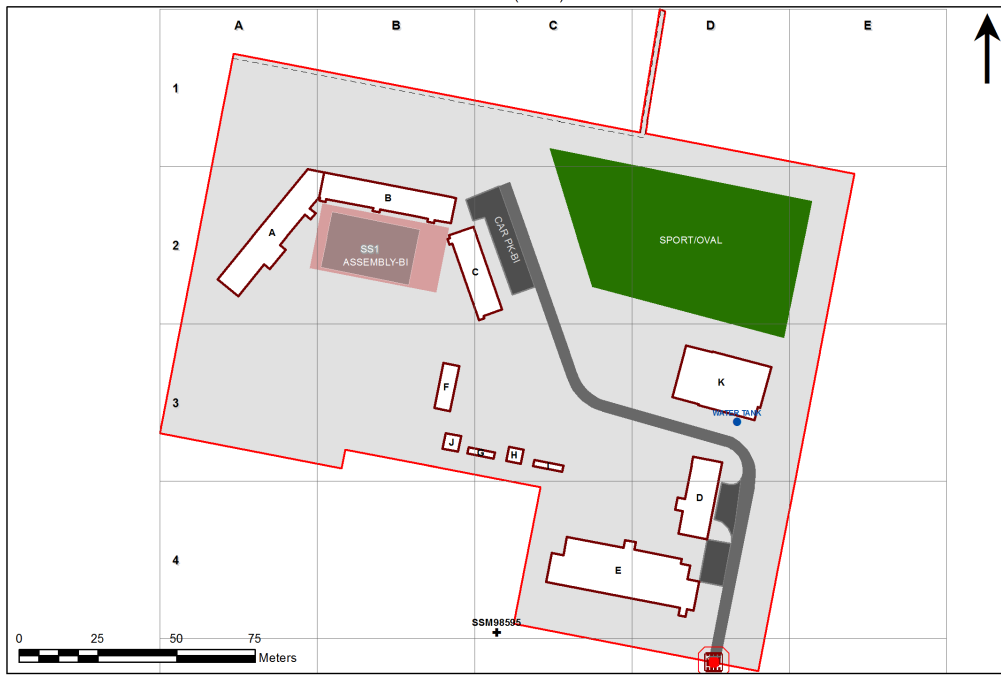 A B C D E
1
B
2
A
SS1
ASSEMBLY-BI
C
CAR PK-BI
SPORT/OVAL
3
F
K
WATER TANK
J
G
H
I
D
4
E
SSM98595
0 25 50 75
Meters